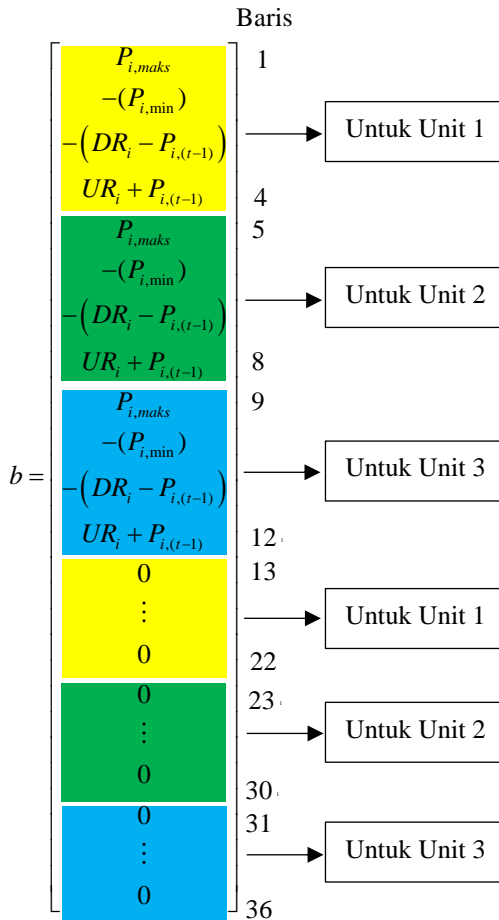 Baris
P_{i,maks} 1
−(P_{i,min})
−(DR_i − P_{i,(t−1)}) Untuk Unit 1
UR_i + P_{i,(t−1)} 4
P_{i,maks} 5
−(P_{i,min})
−(DR_i − P_{i,(t−1)}) Untuk Unit 2
UR_i + P_{i,(t−1)} 8
P_{i,maks} 9
−(P_{i,min})
b = −(DR_i − P_{i,(t−1)}) Untuk Unit 3
UR_i + P_{i,(t−1)} 12
0 13
⋮ Untuk Unit 1
0 22
0 23
⋮ Untuk Unit 2
0 30
0 31
⋮ Untuk Unit 3
0 36